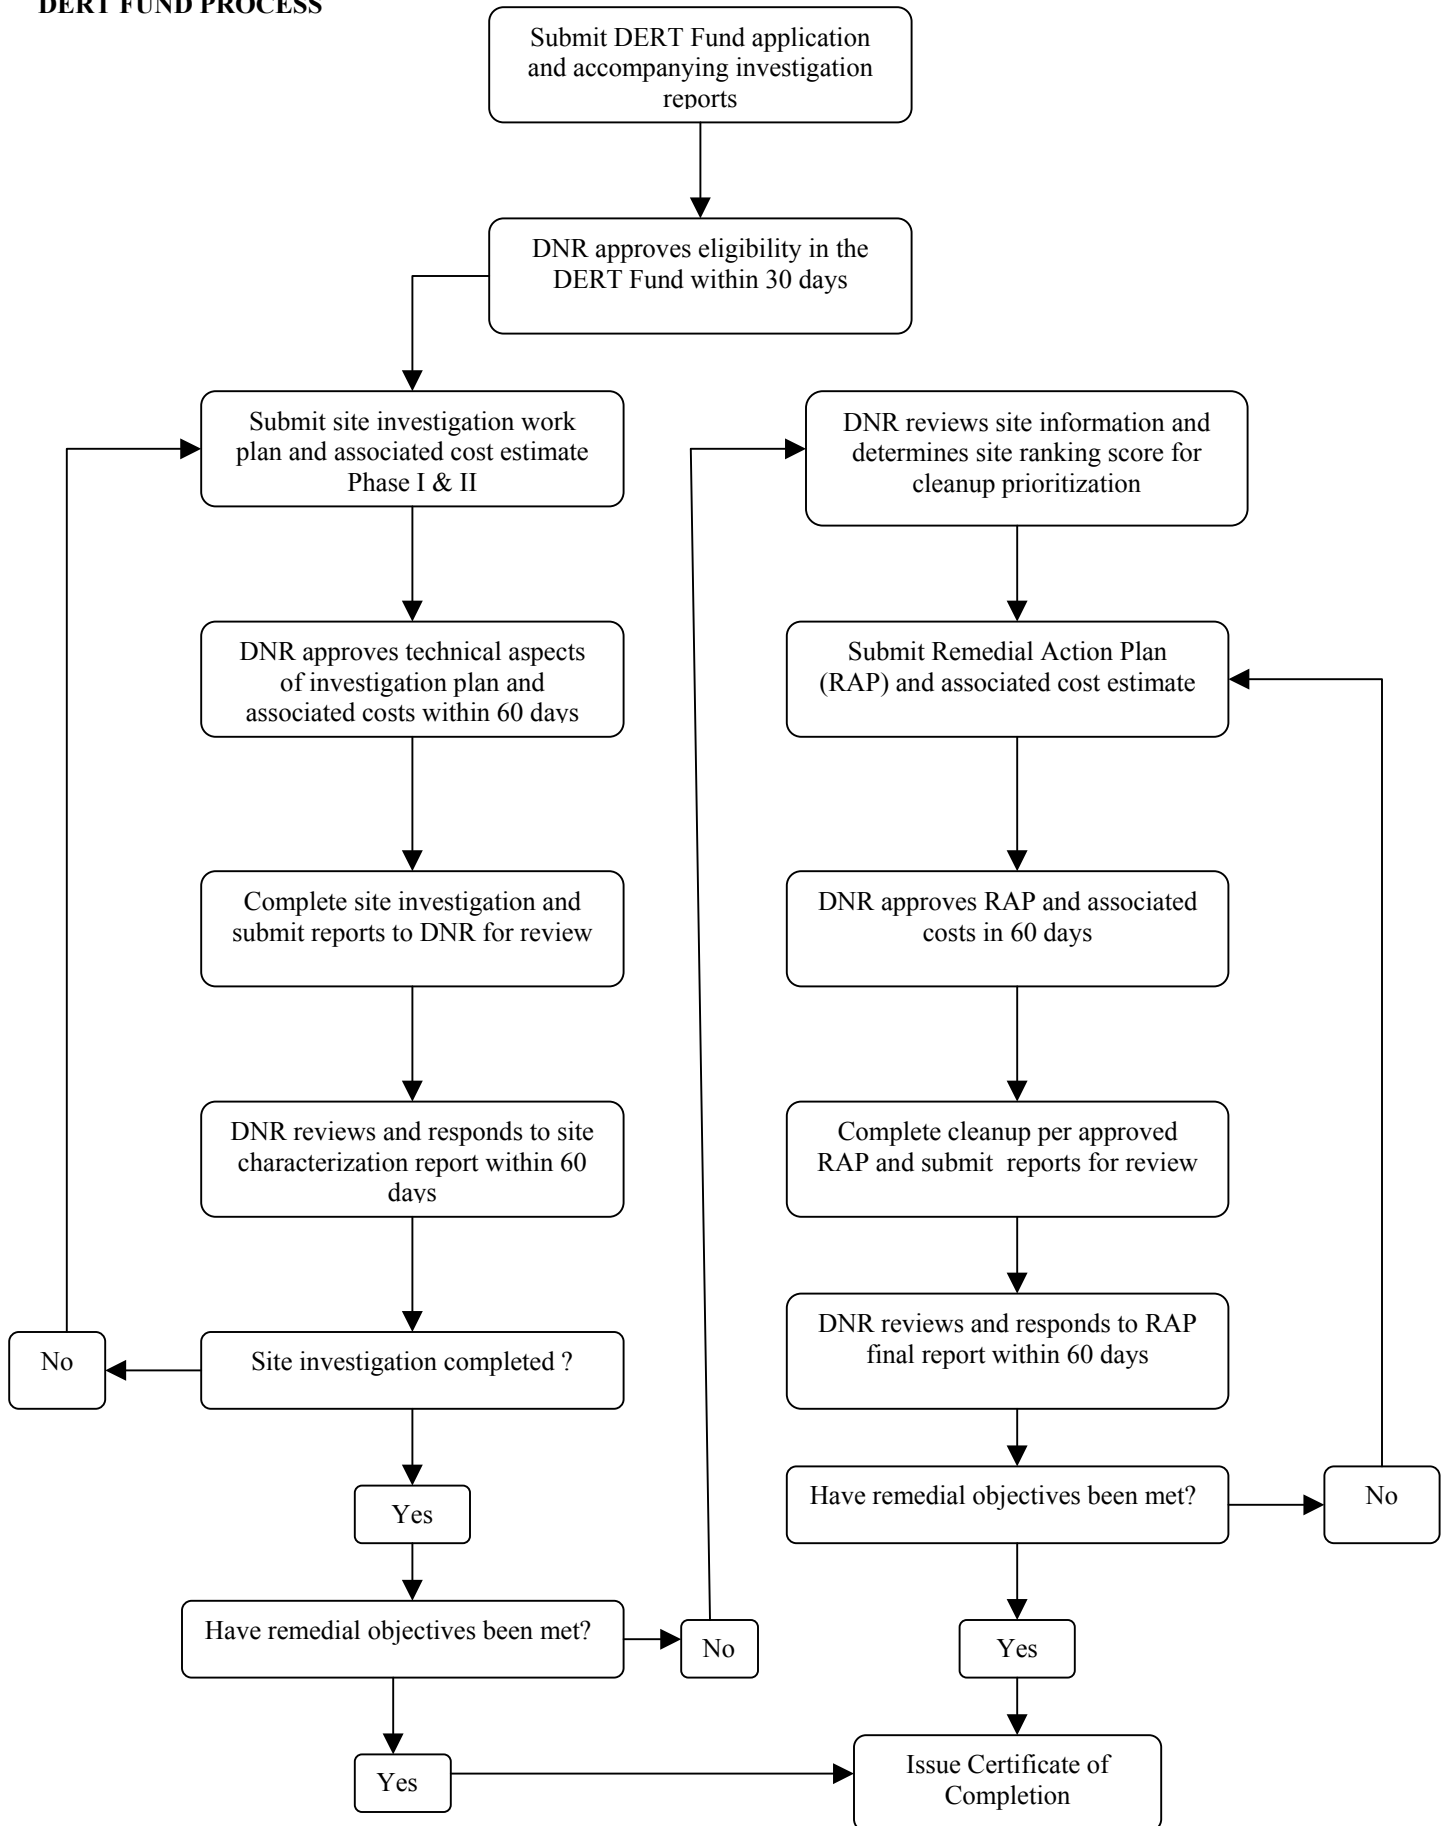 DERT FUND PROCESS
Submit DERT Fund application
and accompanying investigation
reports
DNR approves eligibility in the
DERT Fund within 30 days
Submit site investigation work
plan and associated cost estimate
Phase I & II
DNR approves technical aspects
of investigation plan and
associated costs within 60 days
Complete site investigation and
submit reports to DNR for review
DNR reviews and responds to site
characterization report within 60
days
Site investigation completed ?
No
Yes
Have remedial objectives been met?
No
Yes
DNR reviews site information and
determines site ranking score for
cleanup prioritization
Submit Remedial Action Plan
(RAP) and associated cost estimate
DNR approves RAP and associated
costs in 60 days
Complete cleanup per approved
RAP and submit  reports for review
DNR reviews and responds to RAP
final report within 60 days
Have remedial objectives been met?
No
Yes
Issue Certificate of
Completion